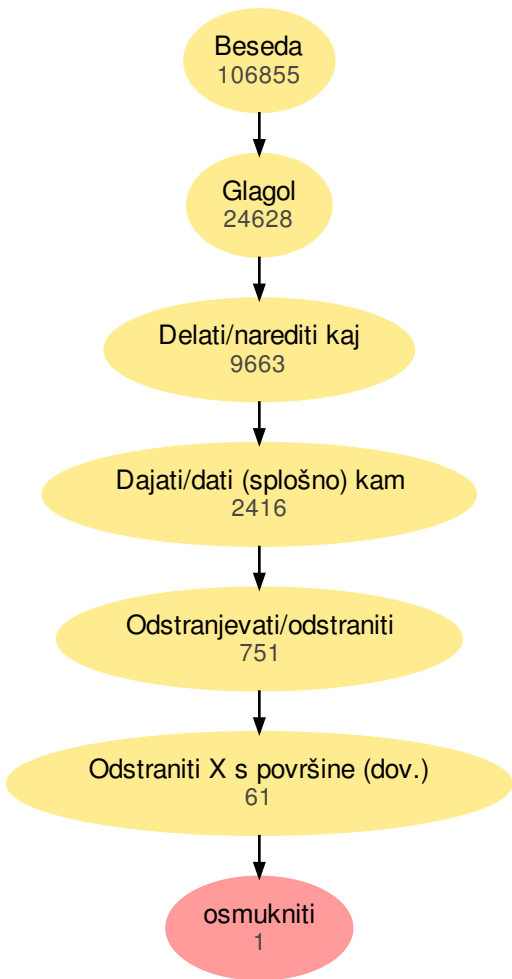 Beseda
106855
Glagol
24628
Delati/narediti kaj
9663
Dajati/dati (splošno) kam
2416
Odstranjevati/odstraniti
751
Odstraniti X s površine (dov.)
61
osmukniti
1